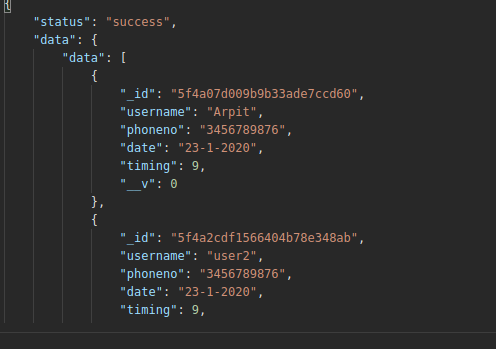 {
"status": "success",
"data": {
"data": [
{
"_id": "5f4a07d009b9b33ade7ccd60",
"username": "Arpit",
"phoneno": "3456789876",
"date": "23-1-2020",
"timing": 9,
"__v": 0
},
{
"_id": "5f4a2cdf1566404b78e348ab",
"username": "user2",
"phoneno": "3456789876",
"date": "23-1-2020",
"timing": 9,